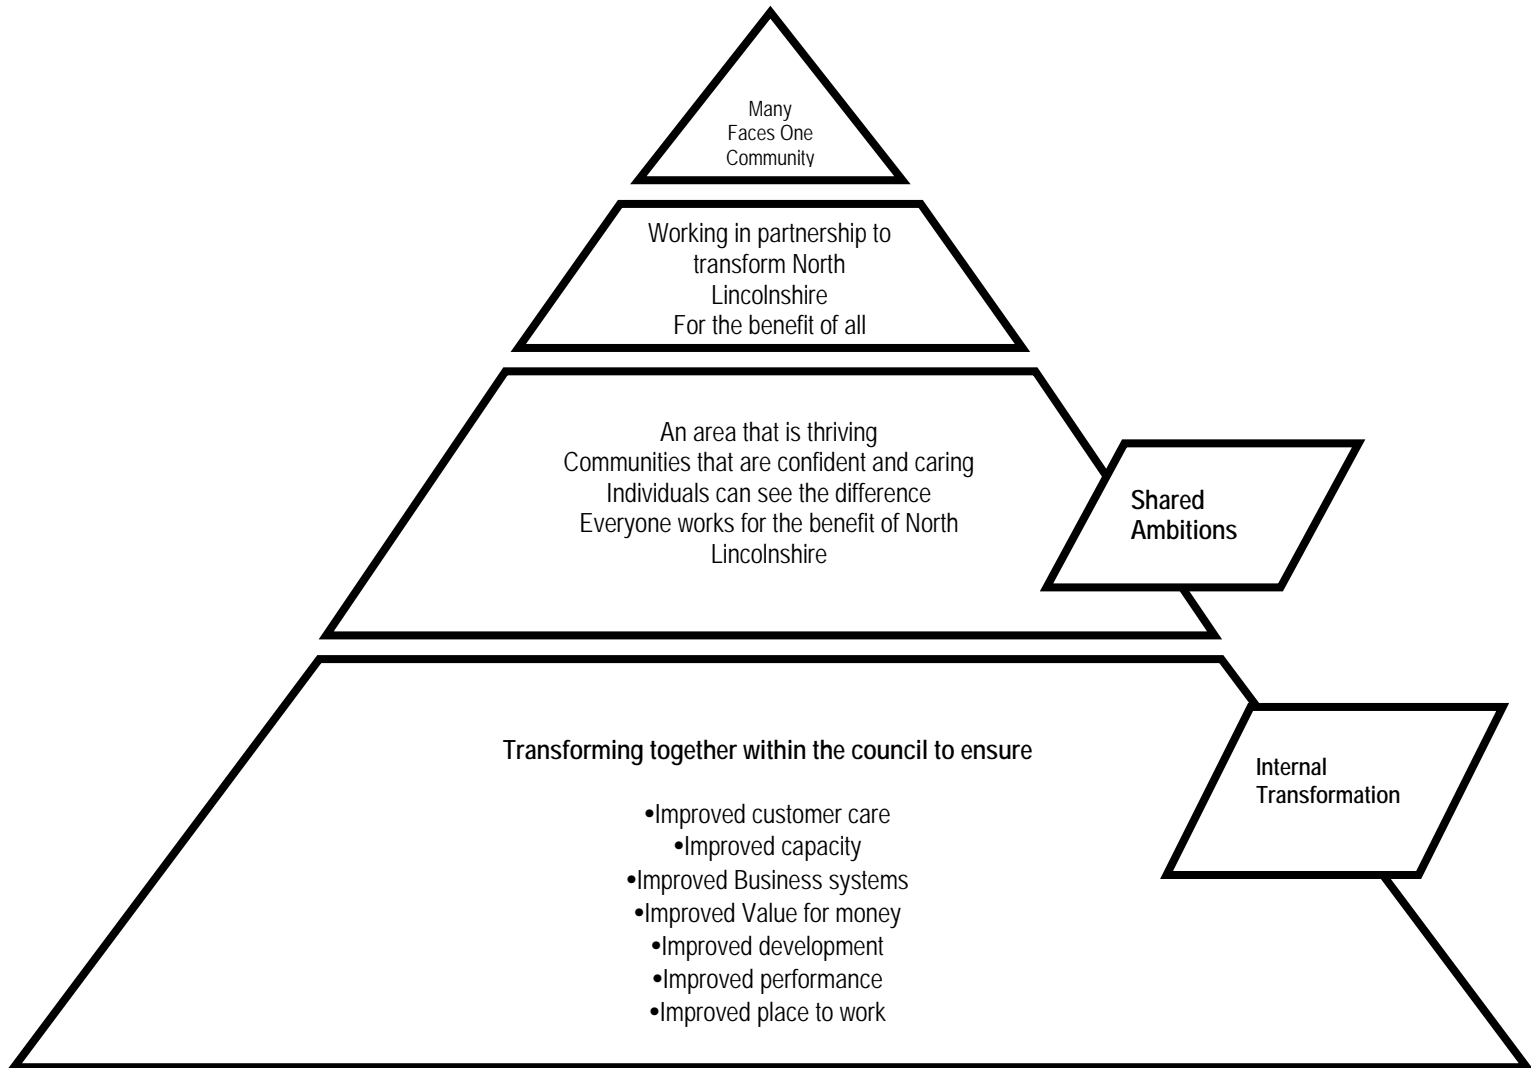 Many
Faces One
Community
Working in partnership to
transform North
Lincolnshire
For the benefit of all
An area that is thriving
Communities that are confident and caring
Individuals can see the difference
Everyone works for the benefit of North
Lincolnshire
Shared
Ambitions
Transforming together within the council to ensure
•Improved customer care
•Improved capacity
•Improved Business systems
•Improved Value for money
•Improved development
•Improved performance
•Improved place to work
Internal
Transformation